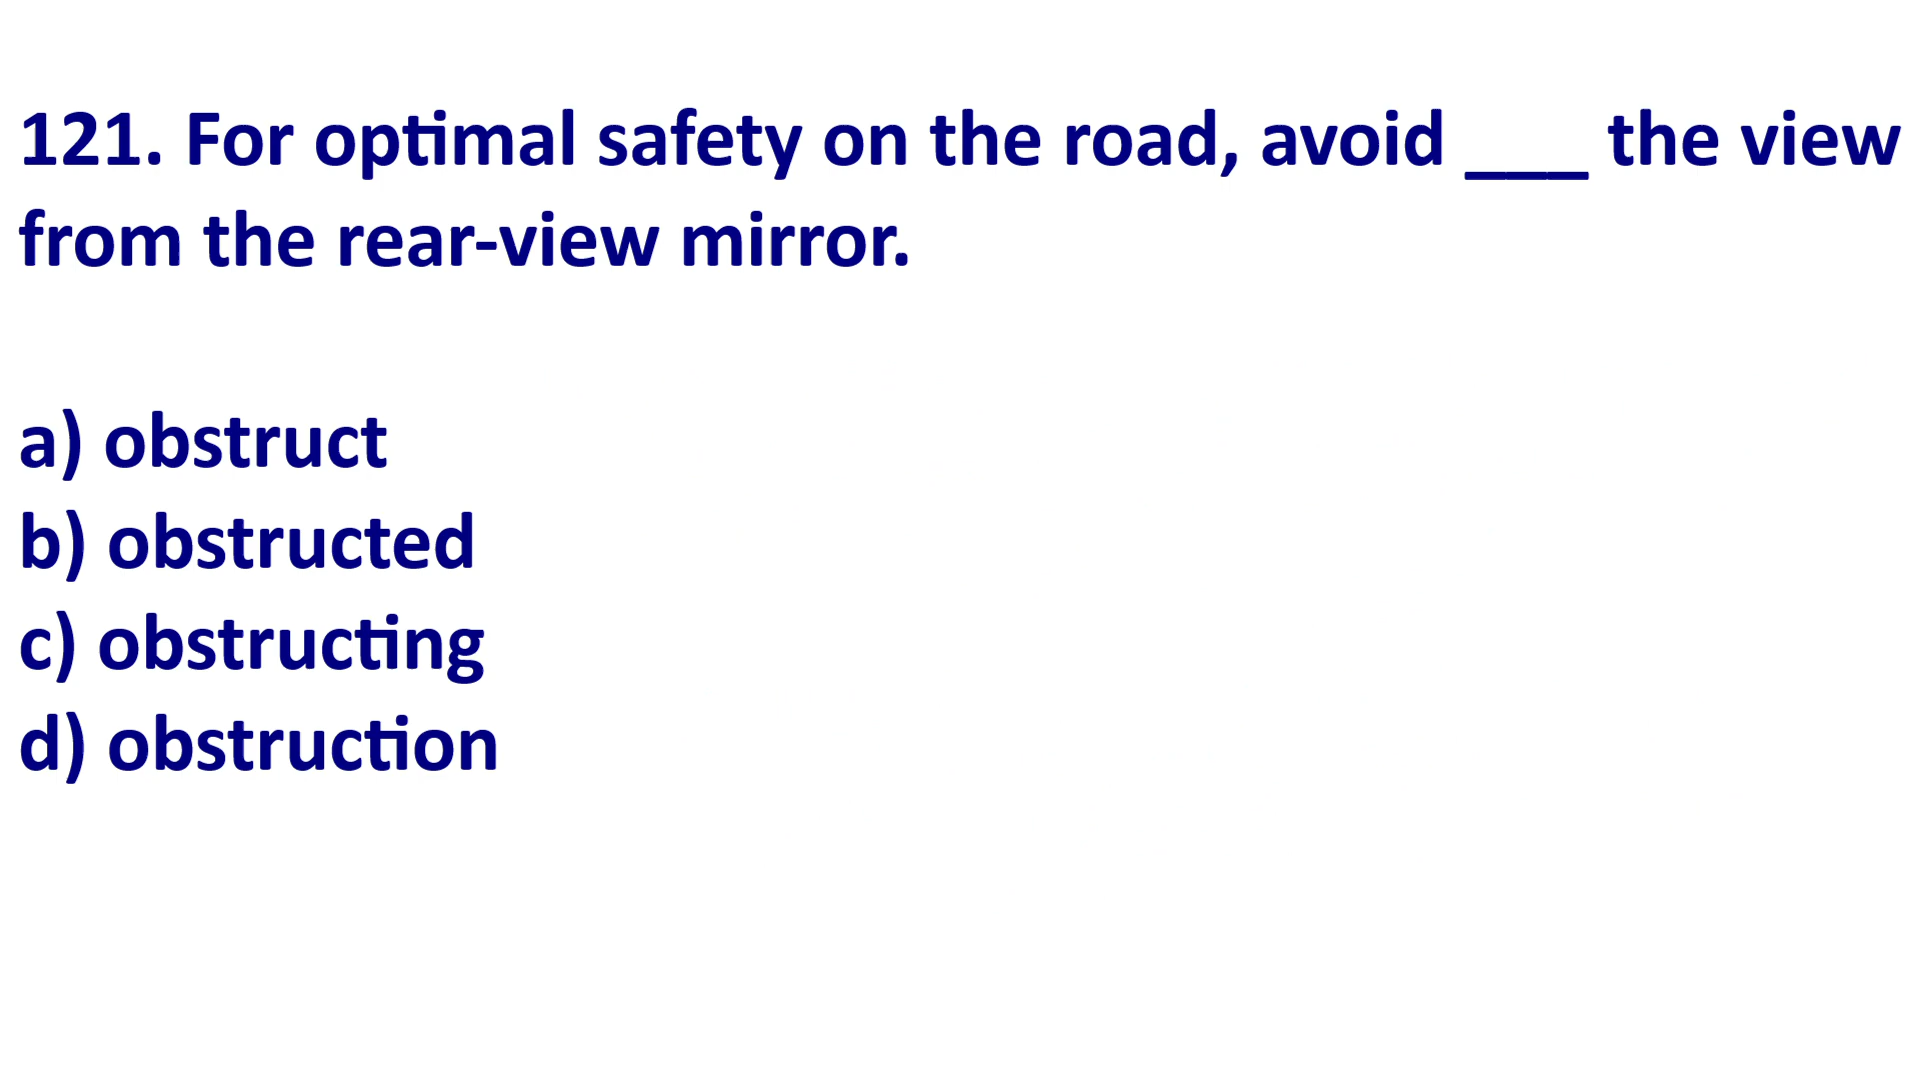 121. For optimal safety on the road, avoid ___ the view
from the rear-view mirror.
a) obstruct
b) obstructed
c) obstructing
d) obstruction